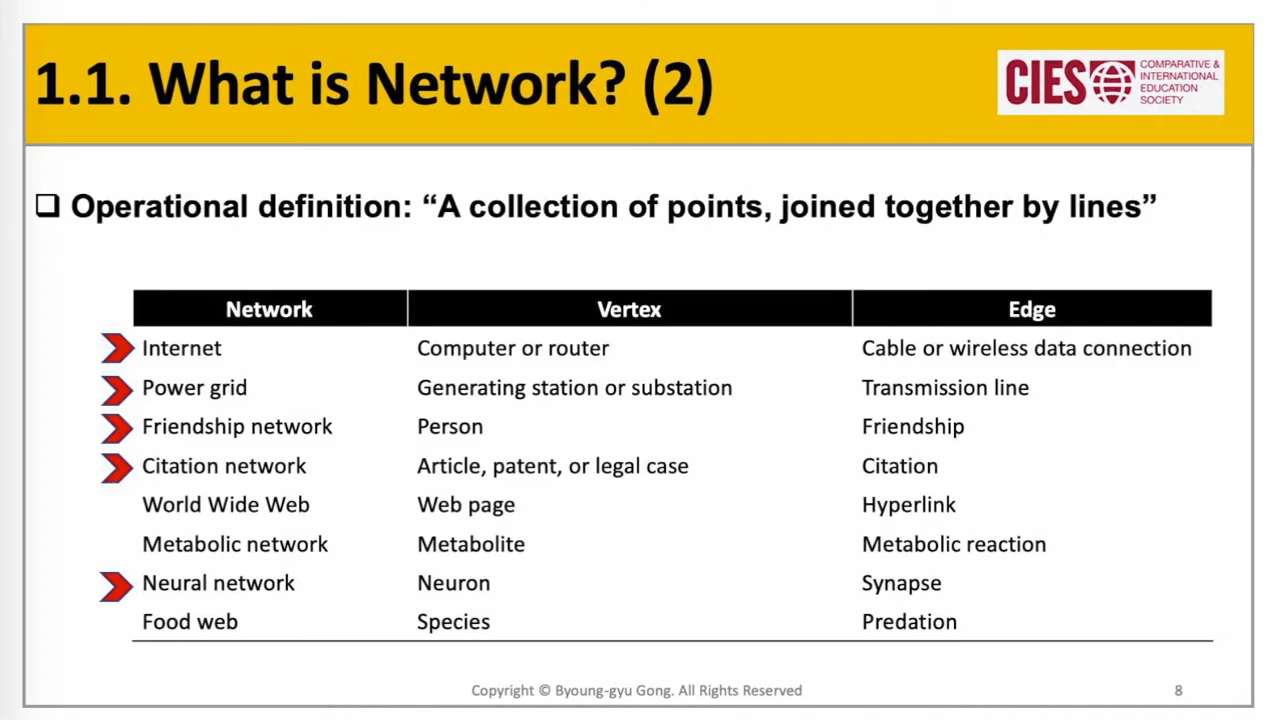 1.1. What is Network? (2)
CIES
COMPARATIVE &
INTERNATIONAL
EDUCATION
SOCIETY
Operational definition: “A collection of points, joined together by lines”
Network Vertex Edge
Internet Computer or router Cable or wireless data connection
Power grid Generating station or substation Transmission line
Friendship network Person Friendship
Citation network Article, patent, or legal case Citation
World Wide Web Web page Hyperlink
Metabolic network Metabolite Metabolic reaction
Neural network Neuron Synapse
Food web Species Predation
Copyright © Byoung-gyu Gong. All Rights Reserved 8